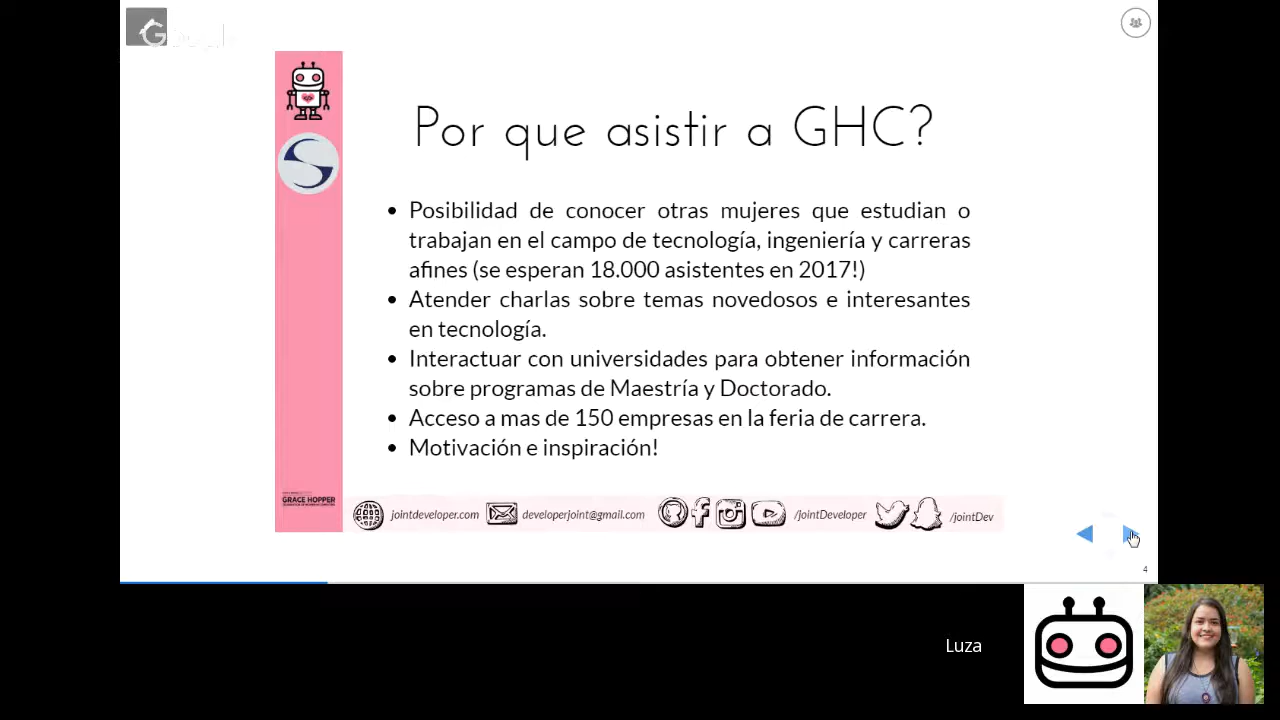 Por que asistir a GHC?
Posibilidad de conocer otras mujeres que estudian o
trabajan en el campo de tecnología, ingeniería y carreras
afines (se esperan 18.000 asistentes en 2017!)
Atender charlas sobre temas novedosos e interesantes
en tecnología.
Interactuar con universidades para obtener información
sobre programas de Maestría y Doctorado.
Acceso a mas de 150 empresas en la feria de carrera.
Motivación e inspiración!
GRACE HOPPER
jointdeveloper.com
developerjoint@gmail.com
/jointDeveloper
/jointDev
4
Luza